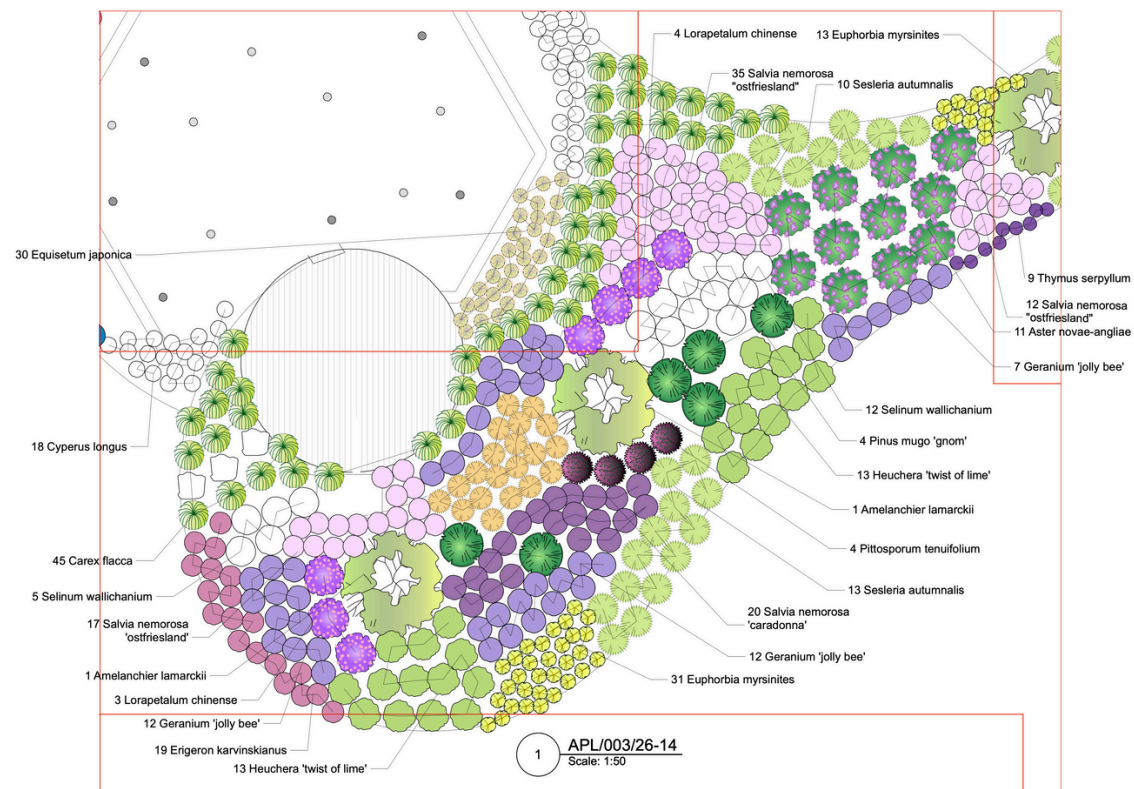 4 Lorapetalum chinense
13 Euphorbia myrsinites
35 Salvia nemorosa
"ostfriesland"
10 Sesleria autumnalis
30 Equisetum japonica
9 Thymus serpyllum
12 Salvia nemorosa
"ostfriesland"
11 Aster novae-angliae
7 Geranium 'jolly bee'
12 Selinum wallichanium
4 Pinus mugo 'gnom'
18 Cyperus longus
13 Heuchera 'twist of lime'
1 Amelanchier lamarckii
4 Pittosporum tenuifolium
45 Carex flacca
13 Sesleria autumnalis
5 Selinum wallichanium
20 Salvia nemorosa
'caradonna'
17 Salvia nemorosa
'ostfriesland'
12 Geranium 'jolly bee'
1 Amelanchier lamarckii
31 Euphorbia myrsinites
3 Lorapetalum chinense
12 Geranium 'jolly bee'
19 Erigeron karvinskianus
13 Heuchera 'twist of lime'
1
APL/003/26-14
Scale: 1:50